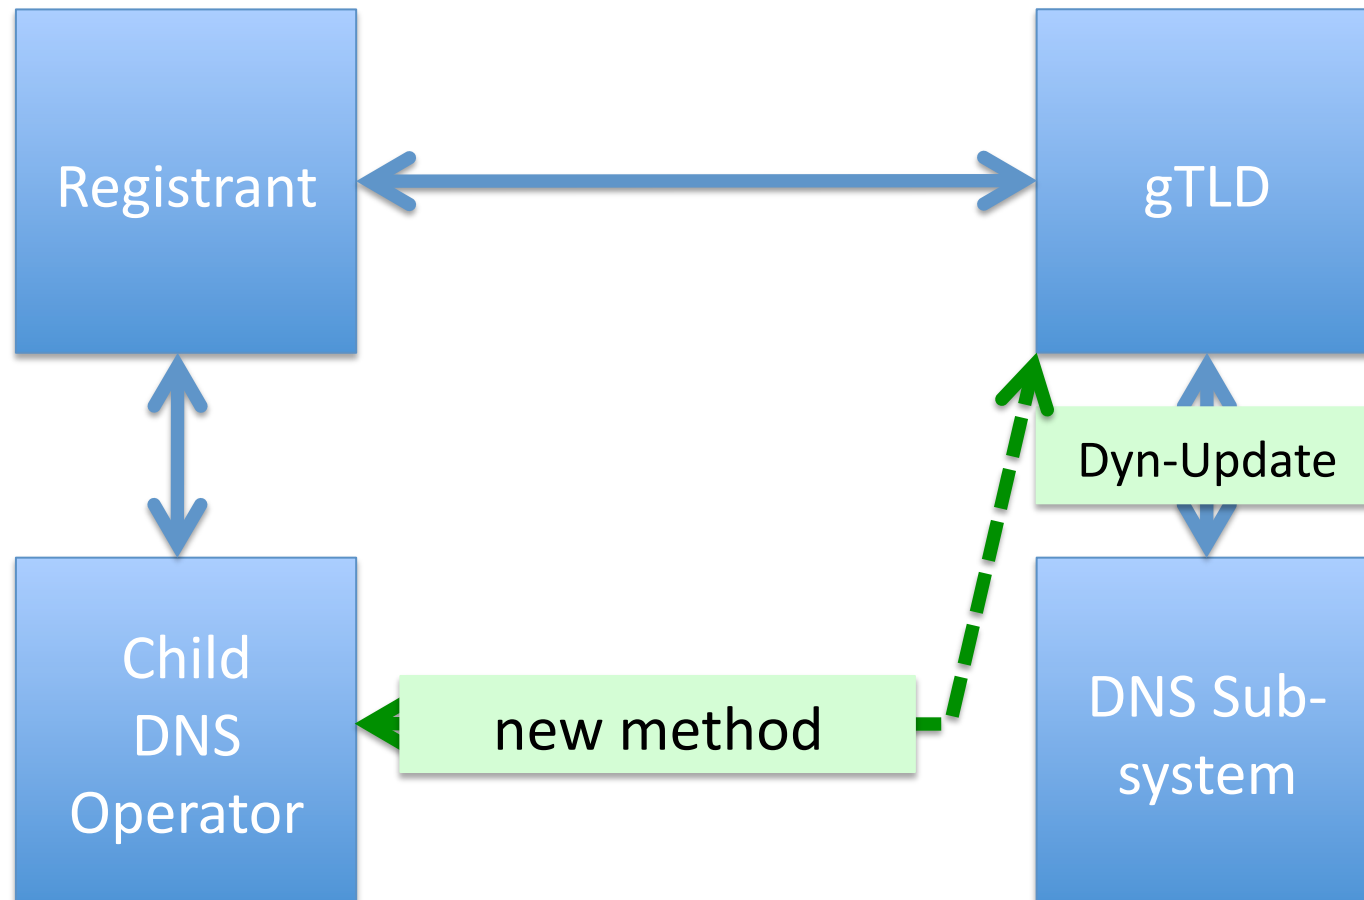 Registrant
gTLD
Dyn-Update
Child
DNS
Operator
new method
DNS Sub-
system